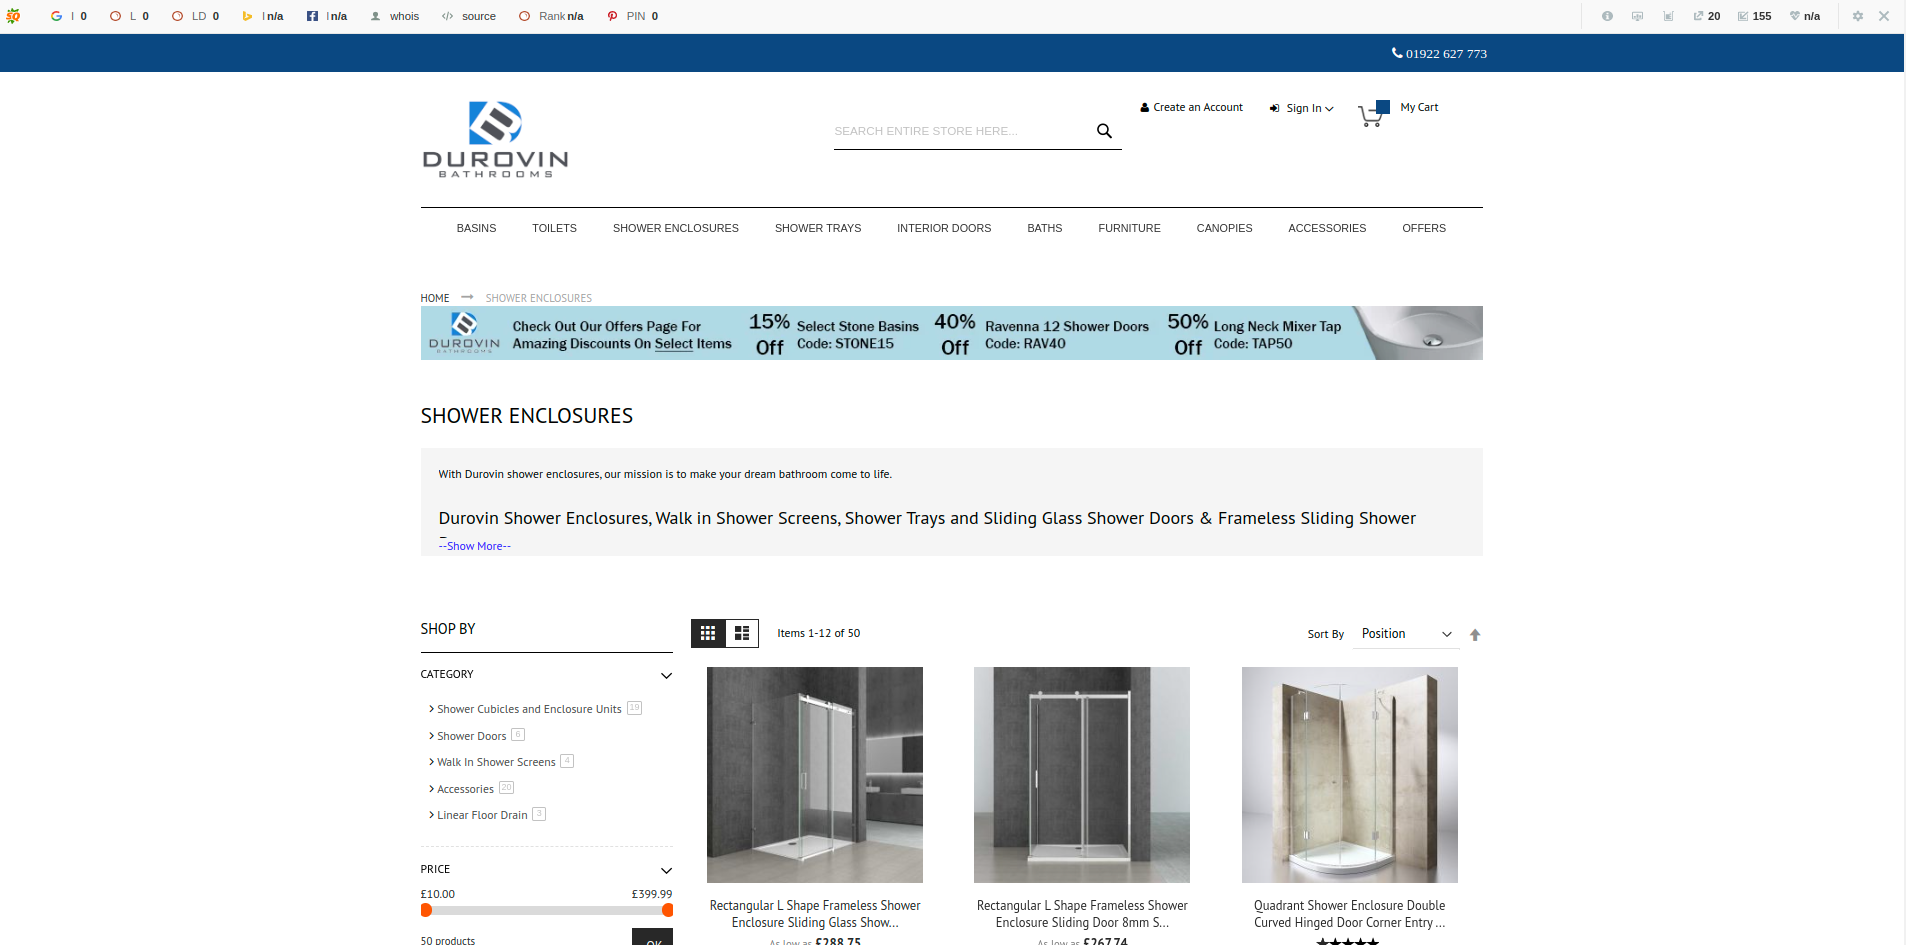 I 0 L 0 LD 0 I n/a I n/a whois source Rank n/a PIN 0 20 155 n/a
01922 627 773
Create an Account Sign In My Cart
SEARCH ENTIRE STORE HERE...
DUROVIN
BATHROOMS
BASINS TOILETS SHOWER ENCLOSURES SHOWER TRAYS INTERIOR DOORS BATHS FURNITURE CANOPIES ACCESSORIES OFFERS
HOME SHOWER ENCLOSURES
DUROVIN
BATHROOMS
Check Out Our Offers Page For
Amazing Discounts On Select Items
15%
Off
Select Stone Basins
Code: STONE15
40%
Off
Ravenna 12 Shower Doors
Code: RAV40
50%
Off
Long Neck Mixer Tap
Code: TAP50
SHOWER ENCLOSURES
With Durovin shower enclosures, our mission is to make your dream bathroom come to life.
Durovin Shower Enclosures, Walk in Shower Screens, Shower Trays and Sliding Glass Shower Doors & Frameless Sliding Shower
--Show More--
SHOP BY
Items 1-12 of 50
Sort By Position
CATEGORY
Shower Cubicles and Enclosure Units 19
Shower Doors 6
Walk In Shower Screens 4
Accessories 20
Linear Floor Drain 3
PRICE
£10.00 £399.99
50 products
OK
Rectangular L Shape Frameless Shower
Enclosure Sliding Glass Show...
As low as £288.75
Rectangular L Shape Frameless Shower
Enclosure Sliding Door 8mm S...
As low as £267.74
Quadrant Shower Enclosure Double
Curved Hinged Door Corner Entry ...